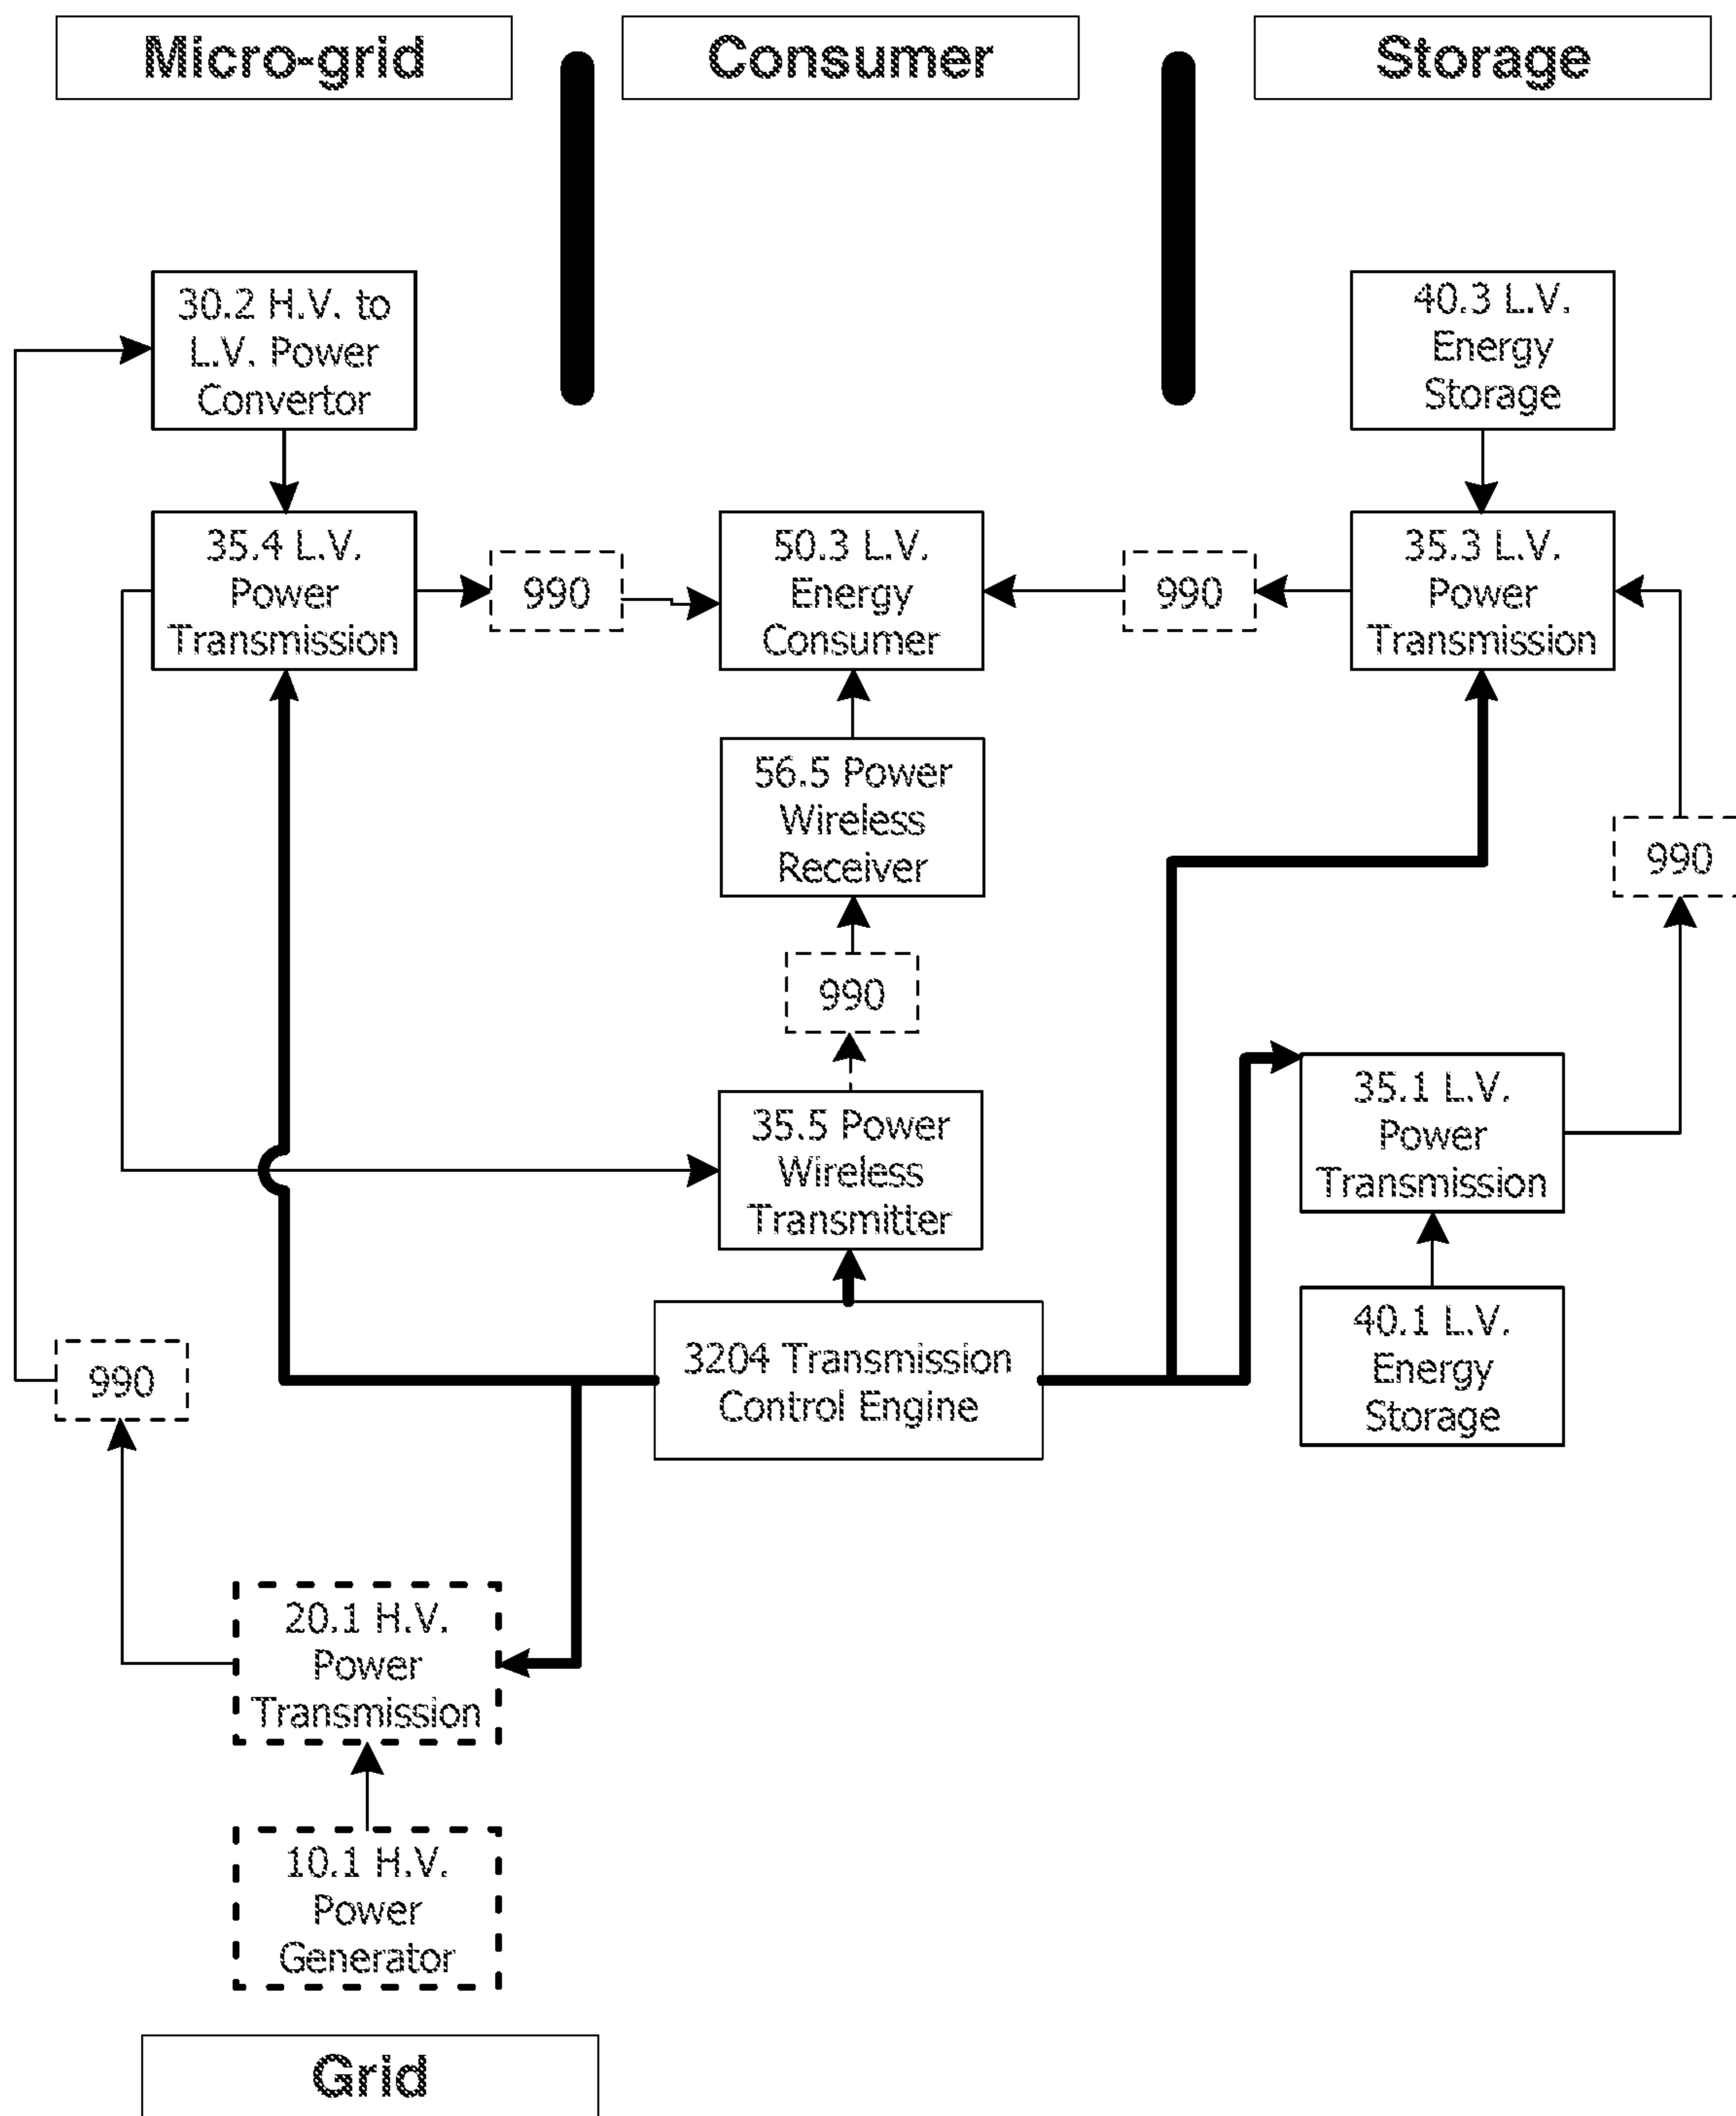 Micro-grid
Consumer
Storage
30.2 H.V. to
L.V. Power
Convertor
40.3 L.V.
Energy
Storage
35.4 L.V.
Power
Transmission
990
50.3 L.V.
Energy
Consumer
990
35.3 L.V.
Power
Transmission
56.5 Power
Wireless
Receiver
990
990
35.5 Power
Wireless
Transmitter
35.1 L.V.
Power
Transmission
990
3204 Transmission
Control Engine
40.1 L.V.
Energy
Storage
20.1 H.V.
Power
Transmission
10.1 H.V.
Power
Generator
Grid